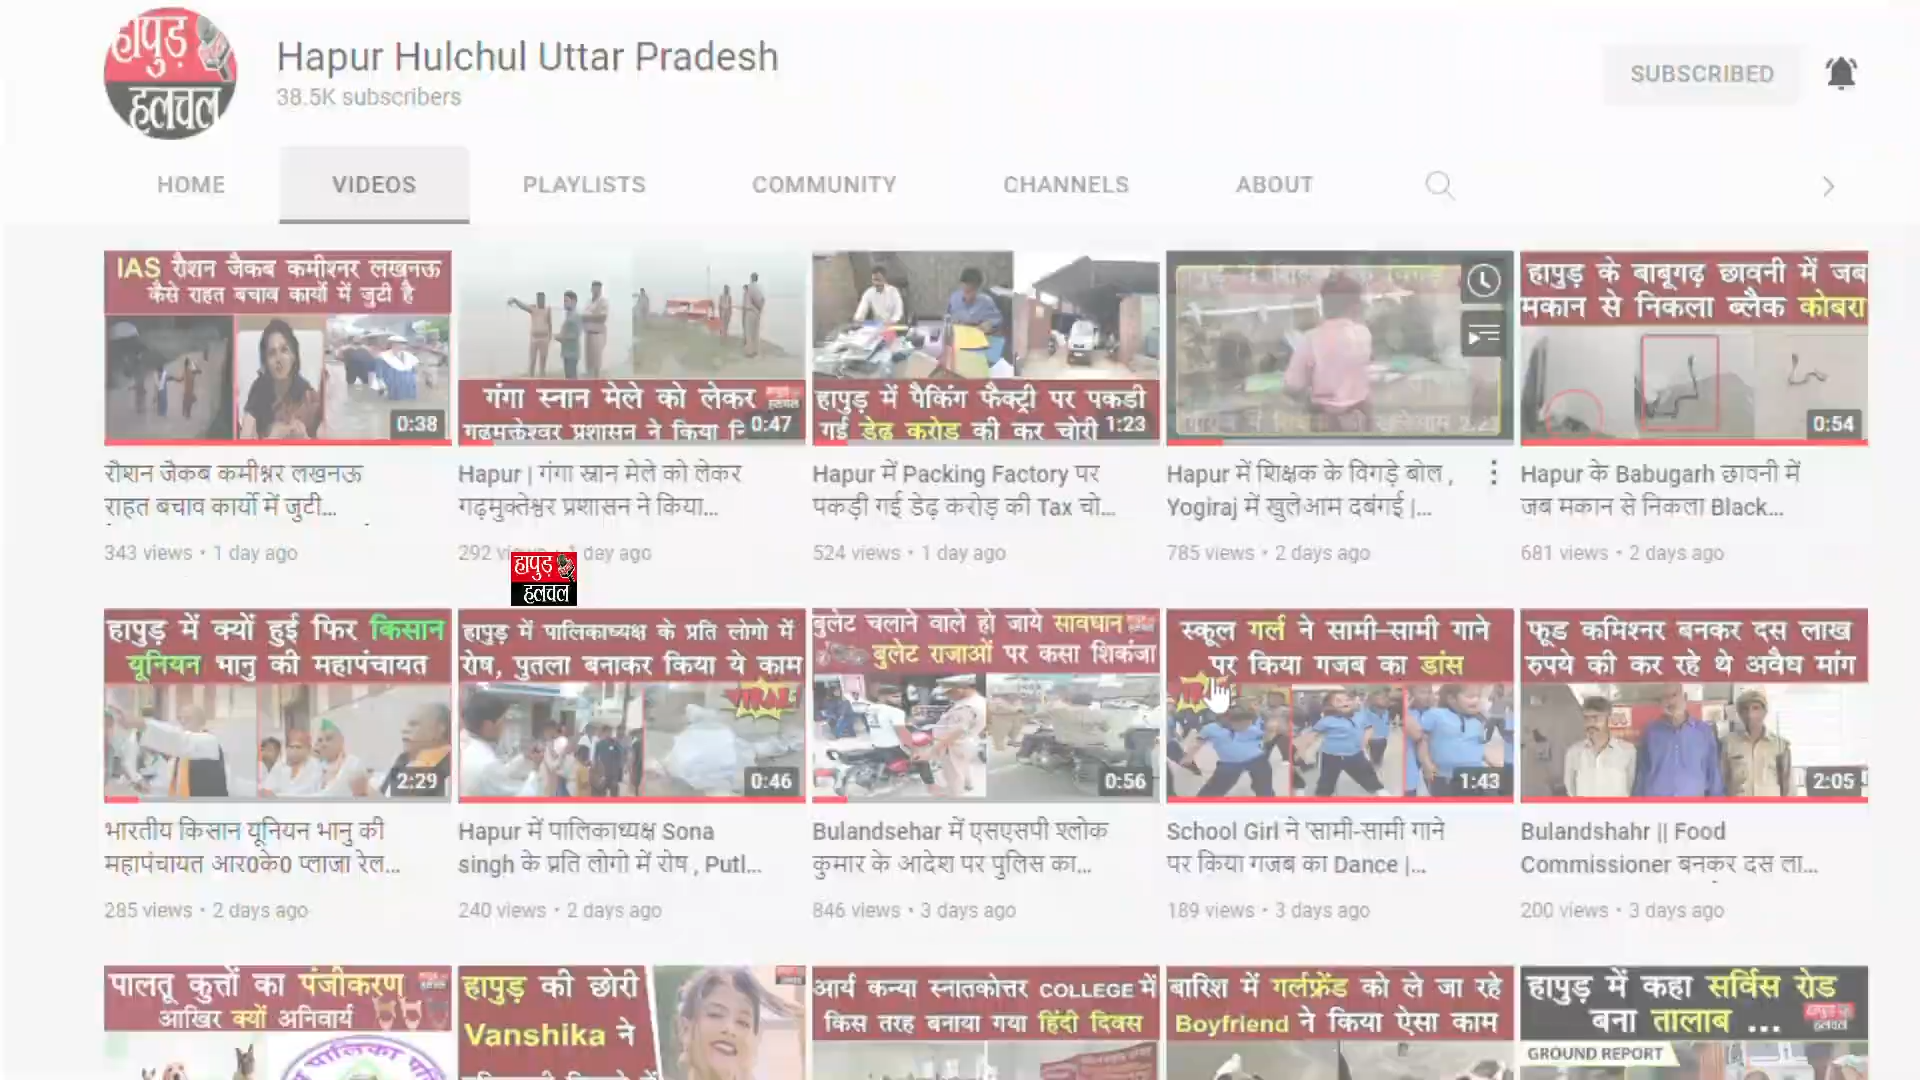 हापुड़
हलचल
Hapur Hulchul Uttar Pradesh
38.5K subscribers
SUBSCRIBED
HOME
VIDEOS
PLAYLISTS
COMMUNITY
CHANNELS
ABOUT
IAS रौशन जैकब कमीश्नर लखनऊ
कैसे राहत बचाव कार्यो में जुटी है
0:38
गंगा स्नान मेले को लेकर
गढमुक्तेश्वर प्रशासन ने किया
0:47
हापुड़ में पैकिंग फैक्ट्री पर पकडी
गई डेढ़ करोड़ की कर चोरी
1:23
हापुड़ के बाबूगढ़ छावनी में जब
मकान से निकला ब्लैक कोबरा
0:54
रौशन जैकब कमीश्नर लखनऊ
राहत बचाव कार्यो में जुटी...
343 views • 1 day ago
Hapur | गंगा स्नान मेले को लेकर
गढ़मुक्तेश्वर प्रशासन ने किया...
292 views • 1 day ago
Hapur में Packing Factory पर
पकड़ी गई डेढ़ करोड़ की Tax चो...
524 views • 1 day ago
Hapur में शिक्षक के विगड़े बोल ,
Yogiraj में खुलेआम दबंगई |...
785 views • 2 days ago
Hapur के Babugarh छावनी में
जब मकान से निकला Black...
681 views • 2 days ago
हापुड़
हलचल
हापुड़ में क्यों हुई फिर किसान
यूनियन भानु की महापंचायत
2:29
हापुड़ में पालिकाध्यक्ष के प्रति लोगो में
रोष, पुतला बनाकर किया ये काम
VIRAL!
0:46
बुलेट चलाने वाले हो जाये सावधान
बुलेट राजाओं पर कसा शिकंजा
0:56
स्कूल गर्ल ने सामी-सामी गाने
पर किया गजब का डांस
1:43
फूड कमिश्नर बनकर दस लाख
रुपये की कर रहे थे अवैध मांग
2:05
भारतीय किसान यूनियन भानु की
महापंचायत आर0के0 प्लाजा रेल...
285 views • 2 days ago
Hapur में पालिकाध्यक्ष Sona
singh के प्रति लोगो में रोष , Putl...
240 views • 2 days ago
Bulandsehar में एसएसपी श्लोक
कुमार के आदेश पर पुलिस का...
846 views • 3 days ago
School Girl ने 'सामी-सामी गाने
पर किया गजब का Dance |...
189 views • 3 days ago
Bulandshahr || Food
Commissioner बनकर दस ला...
200 views • 3 days ago
पालतू कुत्तों का पंजीकरण
आखिर क्यों अनिवार्य
हापुड़ की छोरी
Vanshika ने
आर्य कन्या स्नातकोत्तर COLLEGE में
किस तरह बनाया गया हिंदी दिवस
बारिश में गर्लफ्रेंड को ले जा रहे
Boyfriend ने किया ऐसा काम
हापुड़ में कहा सर्विस रोड
बना तालाब ...
GROUND REPORT